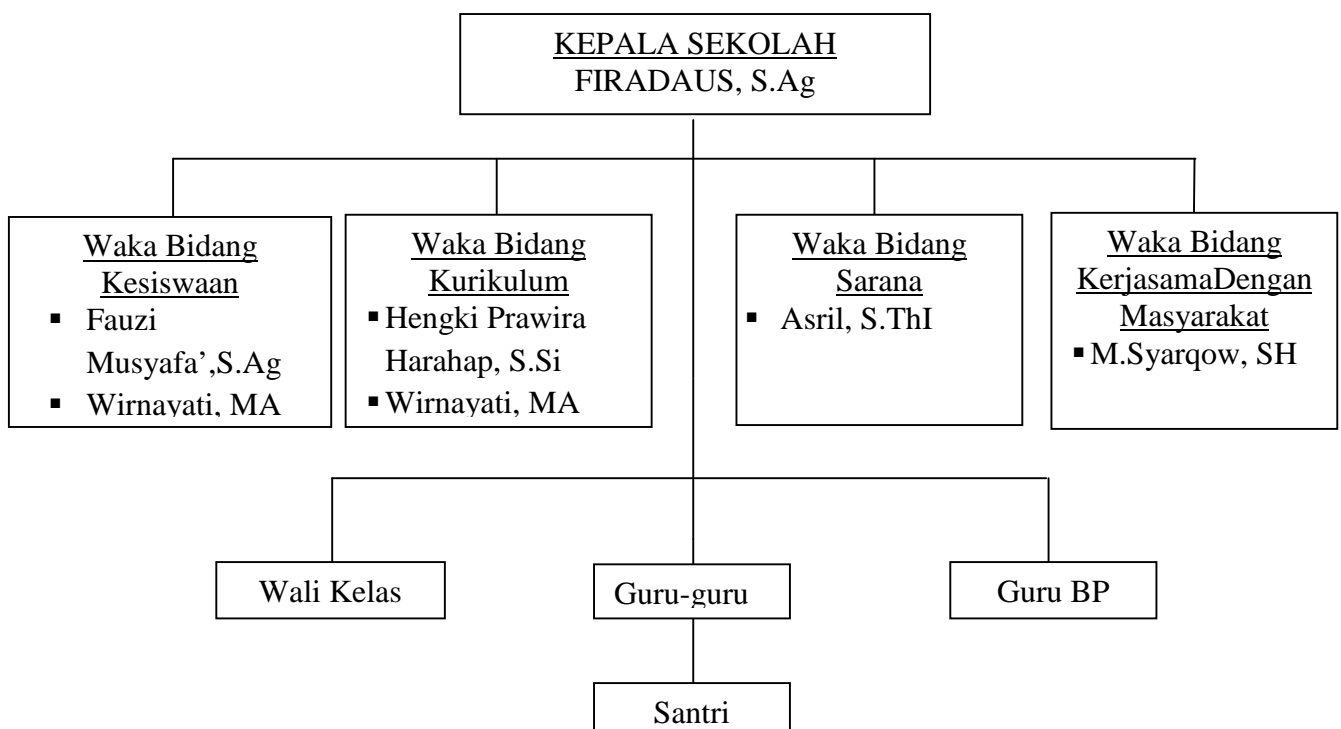 KEPALA SEKOLAH
FIRADAUS, S.Ag
Waka Bidang
Kesiswaan
▪ Fauzi
Musyafa’,S.Ag
▪ Wirnayati, MA
Waka Bidang
Kurikulum
▪ Hengki Prawira
Harahap, S.Si
▪ Wirnayati, MA
Waka Bidang
Sarana
▪ Asril, S.ThI
Waka Bidang
KerjasamaDengan
Masyarakat
▪ M.Syarqow, SH
Wali Kelas
Guru-guru
Guru BP
Santri